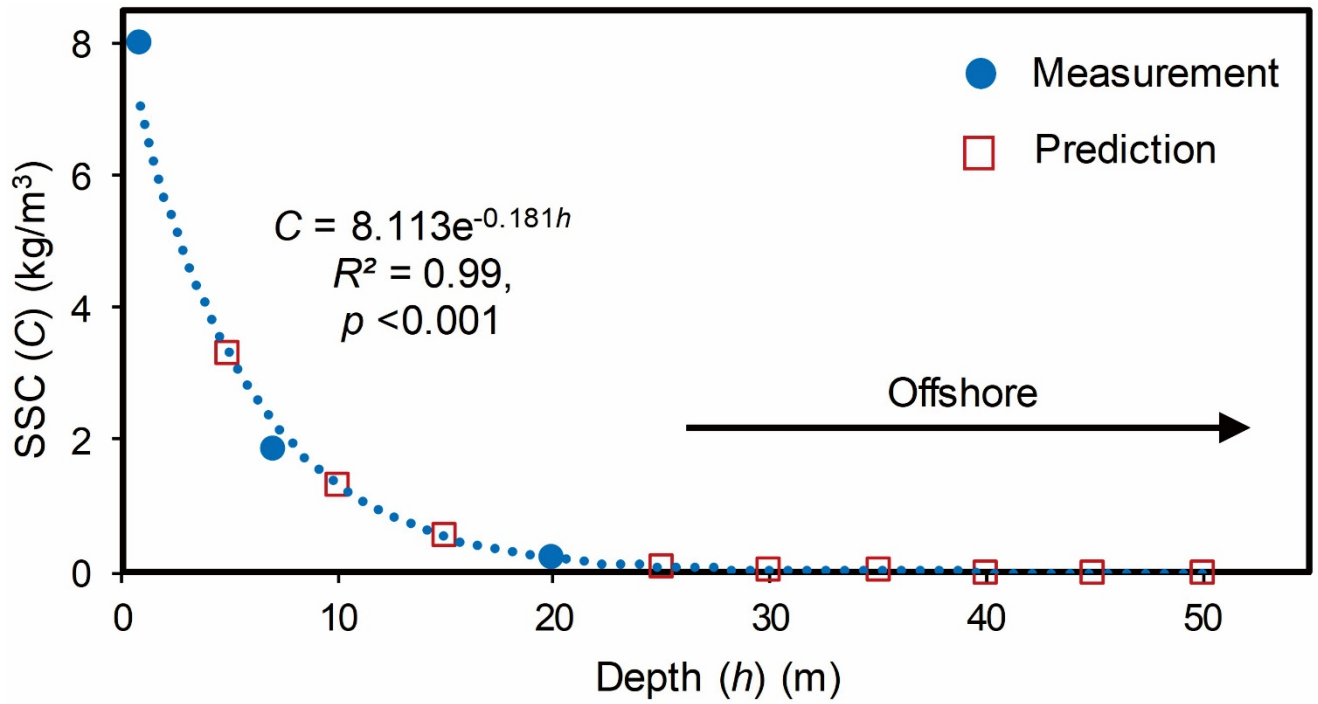 8
6
4
2
0
SSC (C) (kg/m³)
Measurement
Prediction
C = 8.113e⁻⁰·¹⁸¹ʰ
R² = 0.99,
p <0.001
Offshore
0 10 20 30 40 50
Depth (h) (m)